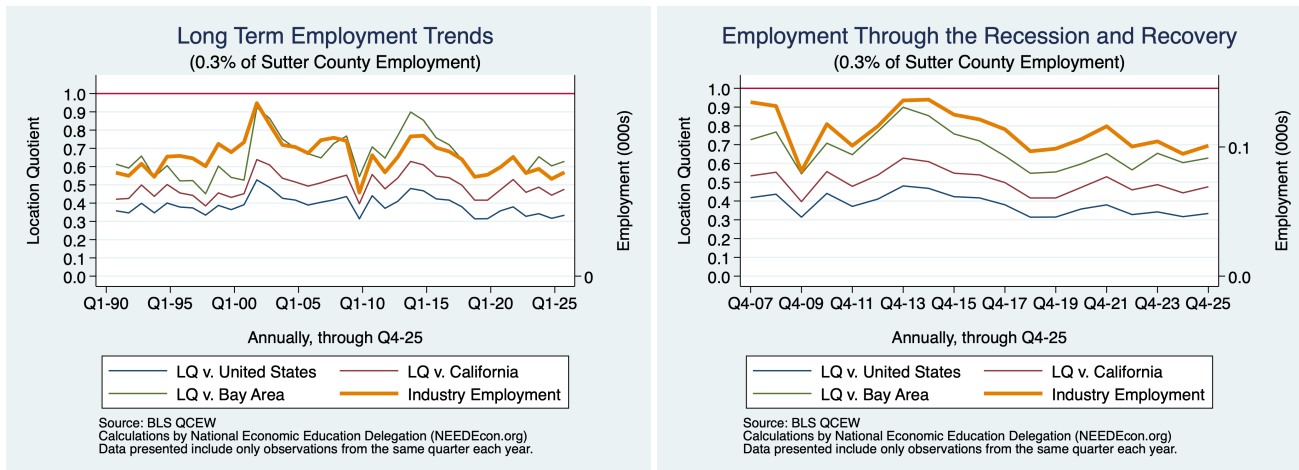 Long Term Employment Trends
(0.3% of Sutter County Employment)
Location Quotient
1.0
0.9
0.8
0.7
0.6
0.5
0.4
0.3
0.2
0.1
0.0
0
Employment (000s)
Q1-90 Q1-95 Q1-00 Q1-05 Q1-10 Q1-15 Q1-20 Q1-25
Annually, through Q4-25
LQ v. United States LQ v. California
LQ v. Bay Area Industry Employment
Source: BLS QCEW
Calculations by National Economic Education Delegation (NEEDEcon.org)
Data presented include only observations from the same quarter each year.
Employment Through the Recession and Recovery
(0.3% of Sutter County Employment)
Location Quotient
1.0
0.9
0.8
0.7
0.6
0.5
0.4
0.3
0.2
0.1
0.0
0.1
0.0
Employment (000s)
Q4-07 Q4-09 Q4-11 Q4-13 Q4-15 Q4-17 Q4-19 Q4-21 Q4-23 Q4-25
Annually, through Q4-25
LQ v. United States LQ v. California
LQ v. Bay Area Industry Employment
Source: BLS QCEW
Calculations by National Economic Education Delegation (NEEDEcon.org)
Data presented include only observations from the same quarter each year.